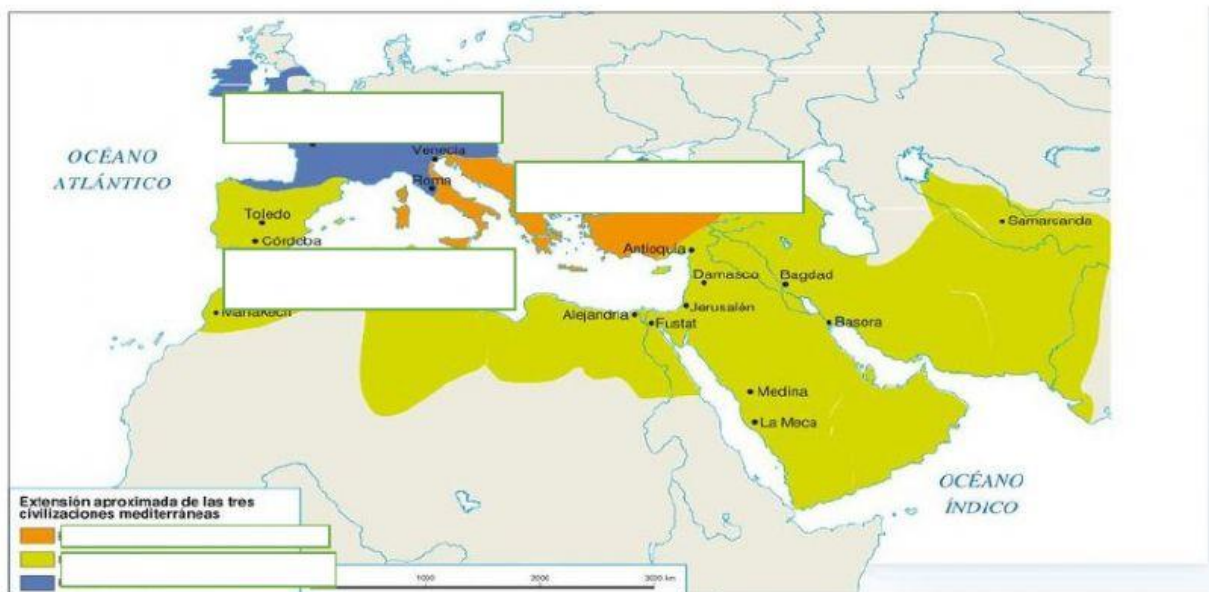 OCÉANO
ATLÁNTICO
Venecia
Roma
Toledo
Córdoba
Marrakech
Antioquía
Damasco
Bagdad
Samarcanda
Alejandría
Fustat
Jerusalén
Basora
Medina
La Meca
OCÉANO
ÍNDICO
Extensión aproximada de las tres
civilizaciones mediterráneas
1000 2000 3000 km